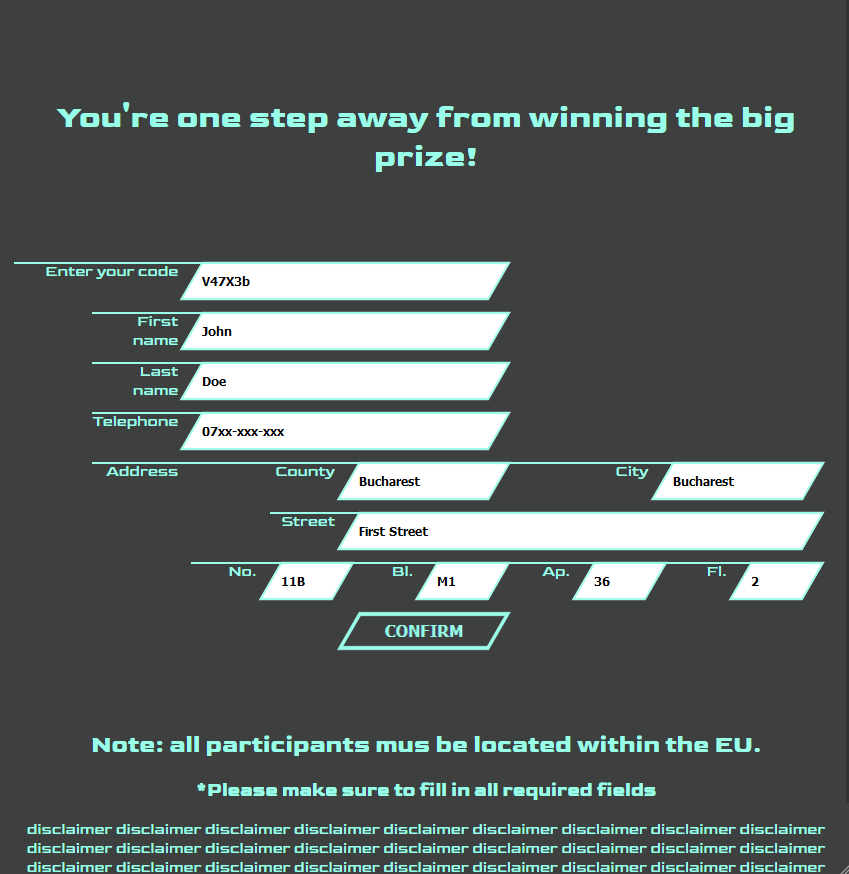 You're one step away from winning the big
prize!
Enter your code V47X3b
First
name John
Last
name Doe
Telephone 07xx-xxx-xxx
Address County Bucharest City Bucharest
Street First Street
No. 11B Bl. M1 Ap. 36 Fl. 2
CONFIRM
Note: all participants mus be located within the EU.
*Please make sure to fill in all required fields
disclaimer disclaimer disclaimer disclaimer disclaimer disclaimer disclaimer disclaimer disclaimer
disclaimer disclaimer disclaimer disclaimer disclaimer disclaimer disclaimer disclaimer disclaimer
disclaimer disclaimer disclaimer disclaimer disclaimer disclaimer disclaimer disclaimer disclaimer